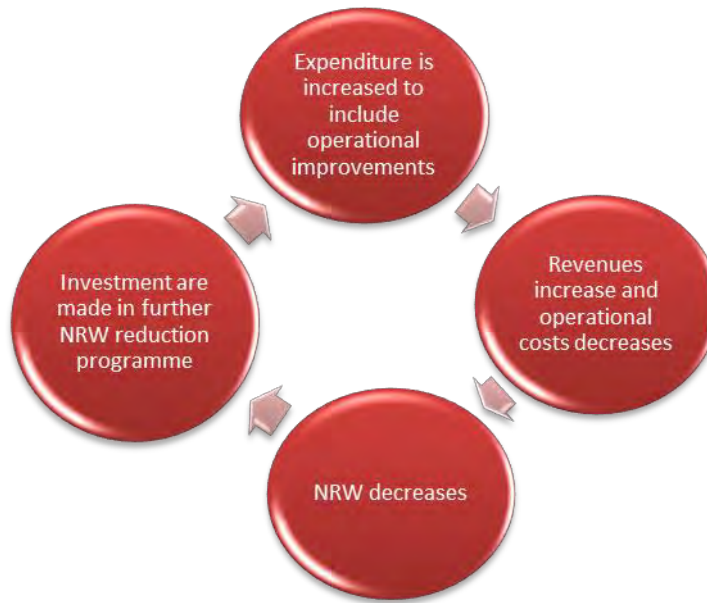 Expenditure is
increased to
include
operational
improvements
Revenues
increase and
operational
costs decreases
NRW decreases
Investment are
made in further
NRW reduction
programme